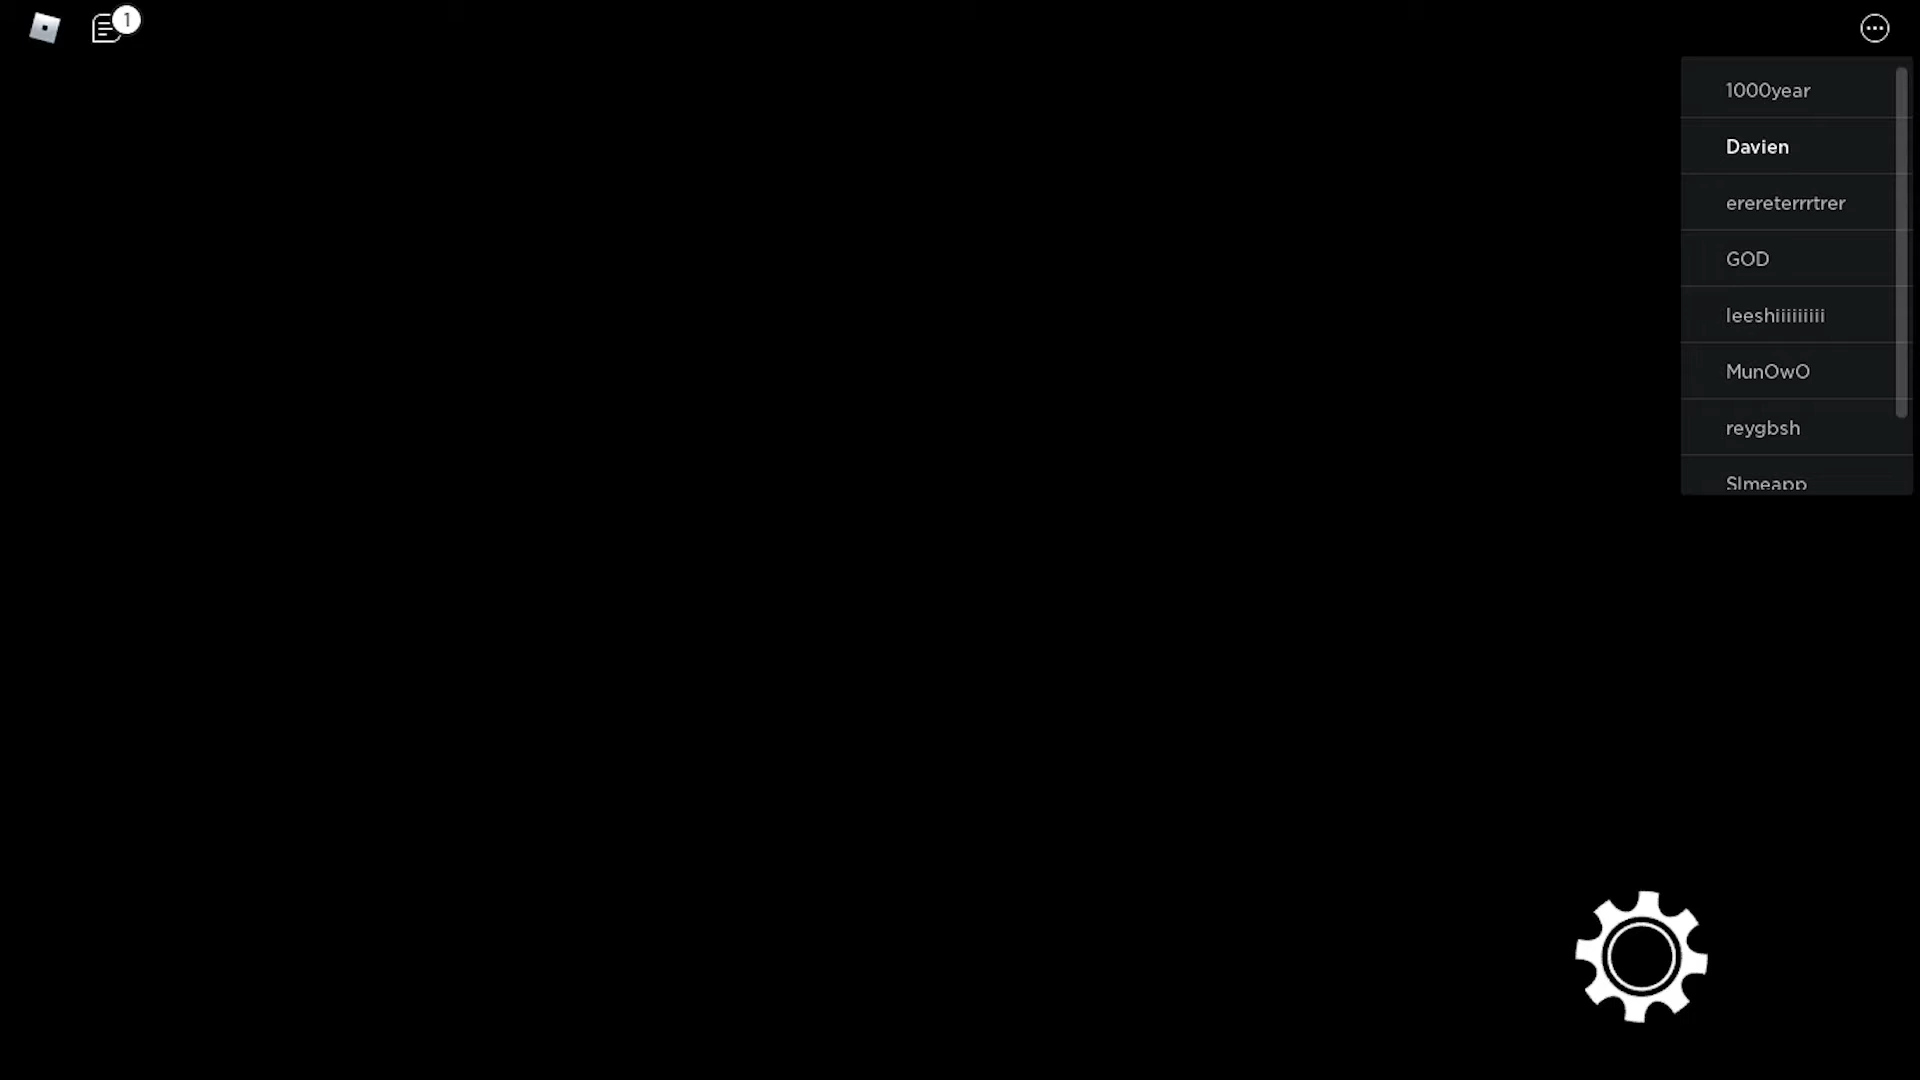 1
1000year
Davien
erereterrrtrer
GOD
leeshiiiiiiiii
MunOwO
reygbsh
Slmeapp